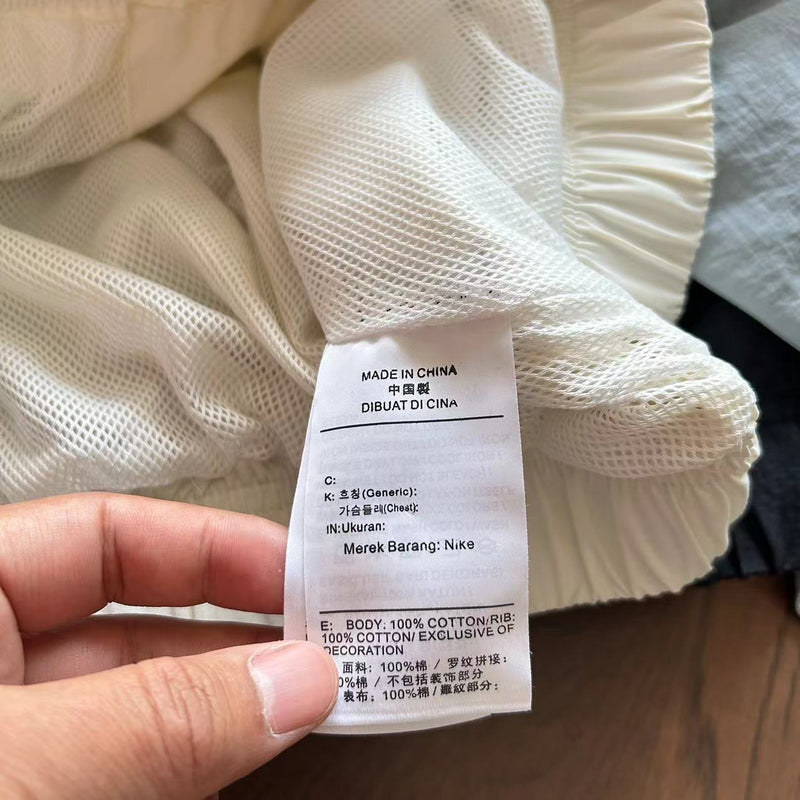 MADE IN CHINA
中国製
DIBUAT DI CINA
C:
K: 흐칭(Generic):
가슴들레(Chest):
IN:Ukuran:
Merek Barang: Nike
E: BODY: 100% COTTON/RIB:
100% COTTON/ EXCLUSIVE OF
DECORATION
面料: 100%棉 / 罗纹拼接:
0%棉 / 不包括装饰部分
表布: 100%棉/ 羅紋部分: